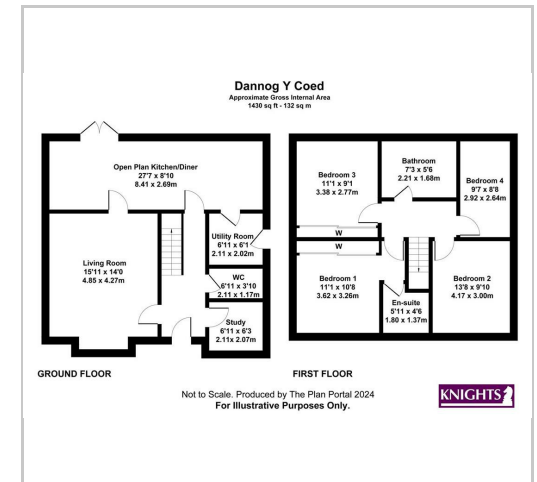 Dannog Y Coed
Approximate Gross Internal Area
1430 sq ft - 132 sq m
Open Plan Kitchen/Diner
27'7 x 8'10
8.41 x 2.69m
Living Room
15'11 x 14'0
4.85 x 4.27m
Utility Room
6'11 x 6'1
2.11 x 2.02m
WC
6'11 x 3'10
2.11 x 1.17m
Study
6'11 x 6'3
2.11x 2.07m
GROUND FLOOR
Bedroom 3
11'1 x 9'1
3.38 x 2.77m
Bathroom
7'3 x 5'6
2.21 x 1.68m
Bedroom 4
9'7 x 8'8
2.92 x 2.64m
W
W
Bedroom 1
11'1 x 10'8
3.62 x 3.26m
En-suite
5'11 x 4'6
1.80 x 1.37m
Bedroom 2
13'8 x 9'10
4.17 x 3.00m
FIRST FLOOR
Not to Scale. Produced by The Plan Portal 2024
For Illustrative Purposes Only.
KNIGHTS